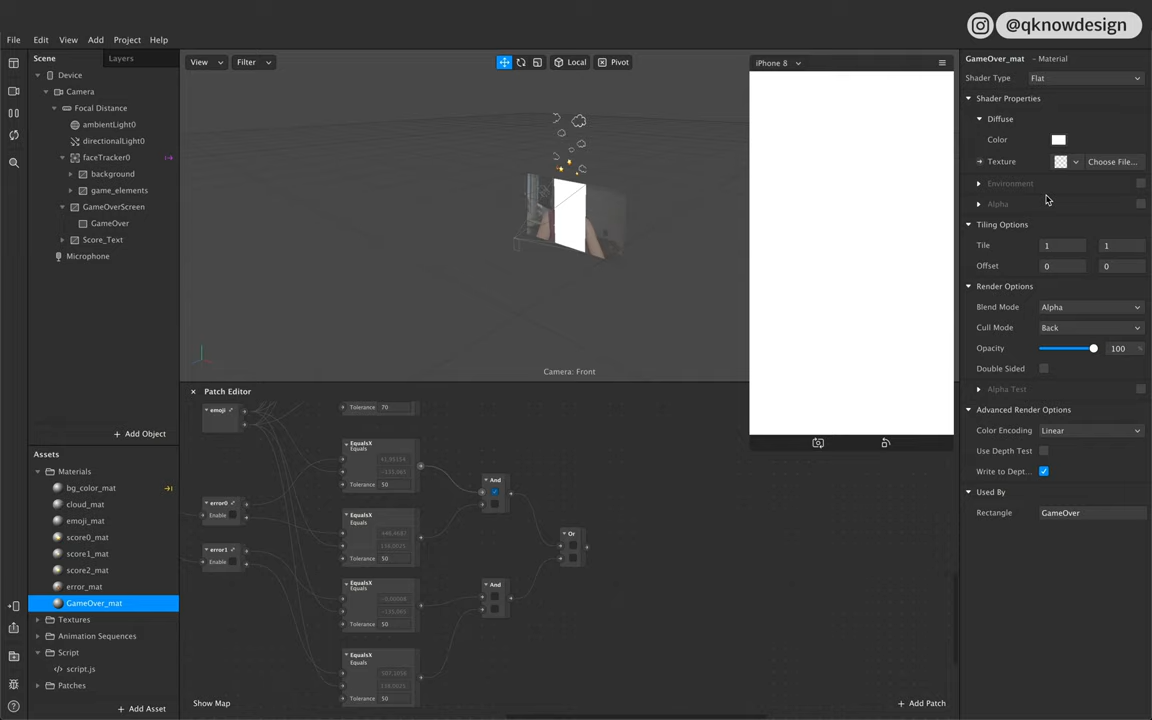 @qknowdesign
File Edit View Add Project Help
Scene Layers
Device
Camera
Focal Distance
ambientLight0
directionalLight0
faceTracker0
background
game_elements
GameOverScreen
GameOver
Score_Text
Microphone
+ Add Object
Assets
Materials
bg_color_mat
cloud_mat
emoji_mat
score0_mat
score1_mat
score2_mat
error_mat
GameOver_mat
Textures
Animation Sequences
Script
</> script.js
Patches
+ Add Asset
View Filter Local Pivot
Camera: Front
iPhone 8
× Patch Editor
emoji
Tolerance 70
EqualsX
Equals
Tolerance 50
error0
Enable
EqualsX
Equals
Tolerance 50
error1
Enable
EqualsX
Equals
Tolerance 50
EqualsX
Equals
Tolerance 50
And
And
Or
Show Map
+ Add Patch
GameOver_mat - Material
Shader Type Flat
Shader Properties
Diffuse
Color
Texture Choose File...
Environment
Alpha
Tiling Options
Tile 1 1
Offset 0 0
Render Options
Blend Mode Alpha
Cull Mode Back
Opacity 100 %
Double Sided
Alpha Test
Advanced Render Options
Color Encoding Linear
Use Depth Test
Write to Dept...
Used By
Rectangle GameOver